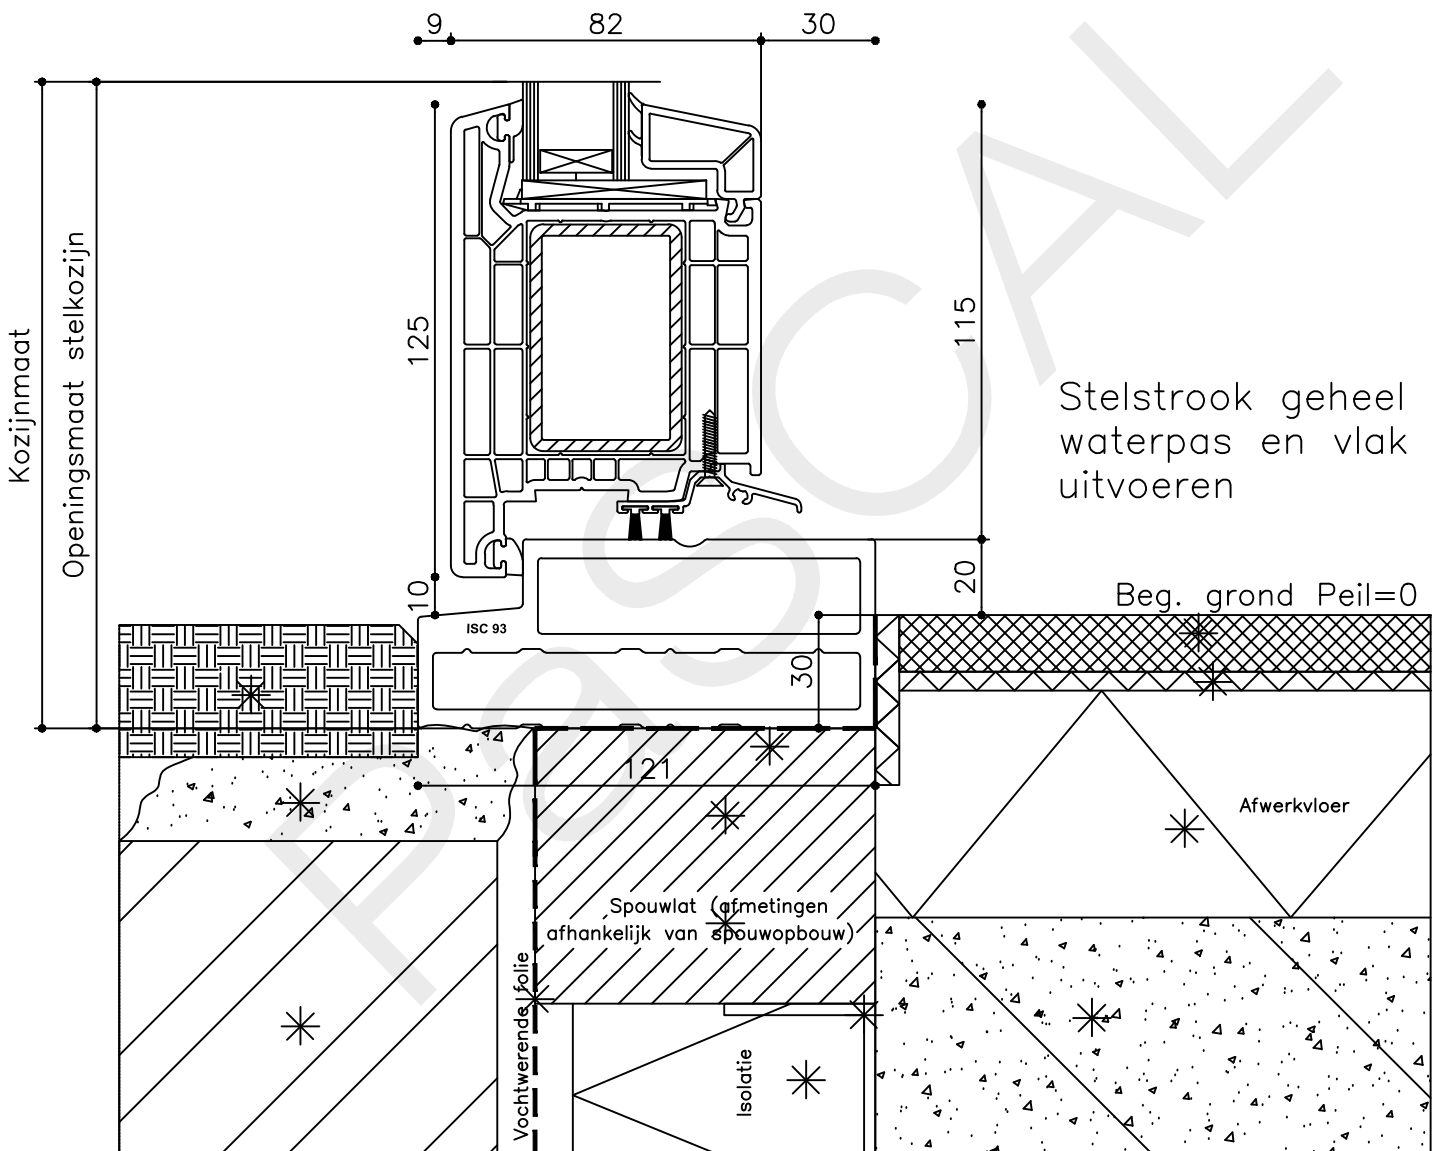 9 82 30
Kozijnmaat
Openingsmaat stelkozijn
125
115
Stelstrook geheel
waterpas en vlak
uitvoeren
10
20
Beg. grond Peil=0
ISC 93
30
121
Afwerkvloer
Spouwlat (afmetingen
afhankelijk van spouwopbouw)
Vochtwerende folie
Isolatie
PaSCAL